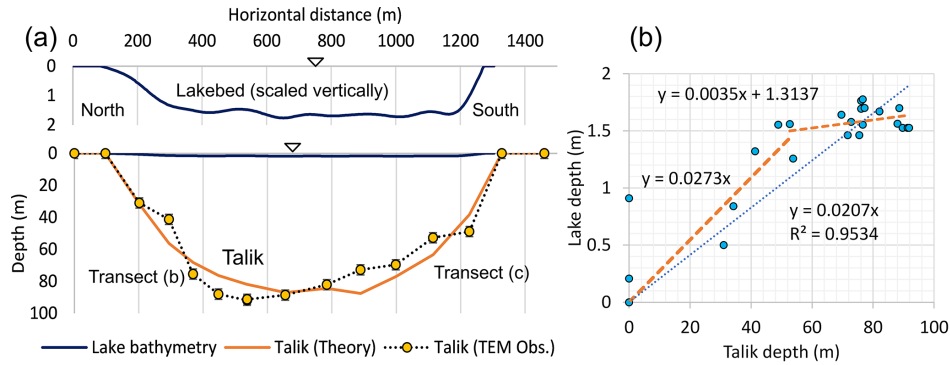 Horizontal distance (m)
(a)
0 200 400 600 800 1000 1200 1400
0
1
2
North
Lakebed (scaled vertically)
South
0
20
40
60
80
100
Depth (m)
Talik
Transect (b)
Transect (c)
Lake bathymetry
Talik (Theory)
Talik (TEM Obs.)
(b)
2
1.5
1
0.5
0
Lake depth (m)
y = 0.0035x + 1.3137
y = 0.0273x
y = 0.0207x
R² = 0.9534
0 20 40 60 80 100
Talik depth (m)